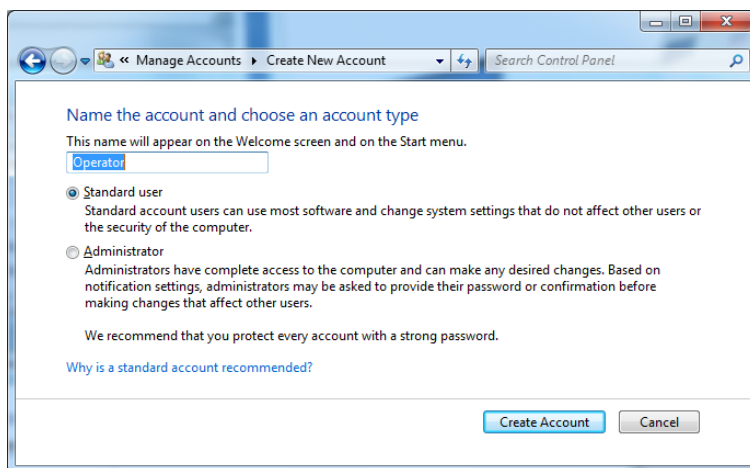 « Manage Accounts ▸ Create New Account
Search Control Panel
Name the account and choose an account type
This name will appear on the Welcome screen and on the Start menu.
Operator
Standard user
Standard account users can use most software and change system settings that do not affect other users or
the security of the computer.
Administrator
Administrators have complete access to the computer and can make any desired changes. Based on
notification settings, administrators may be asked to provide their password or confirmation before
making changes that affect other users.
We recommend that you protect every account with a strong password.
Why is a standard account recommended?
Create Account
Cancel